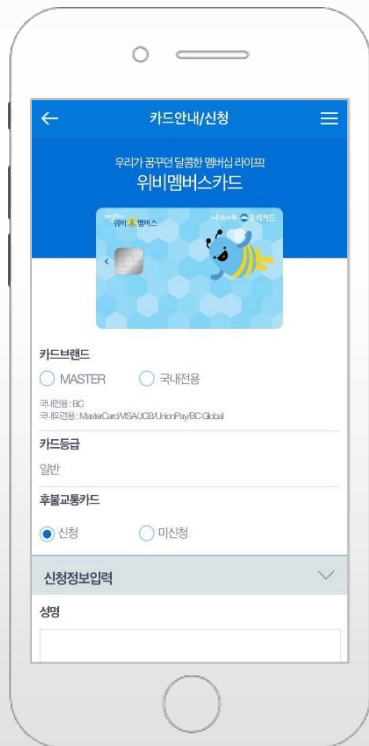 카드안내/신청
우리가 꿈꾸던 달콤한 멤버십 라이프!
위비멤버스카드
위비 멤버스
우리카드
카드브랜드
MASTER 국내전용
국내전용 : BC
국내외겸용 : MasterCard/VISA/JCB/UnionPay/BC Global
카드등급
일반
후불교통카드
신청 미신청
신청정보입력
성명